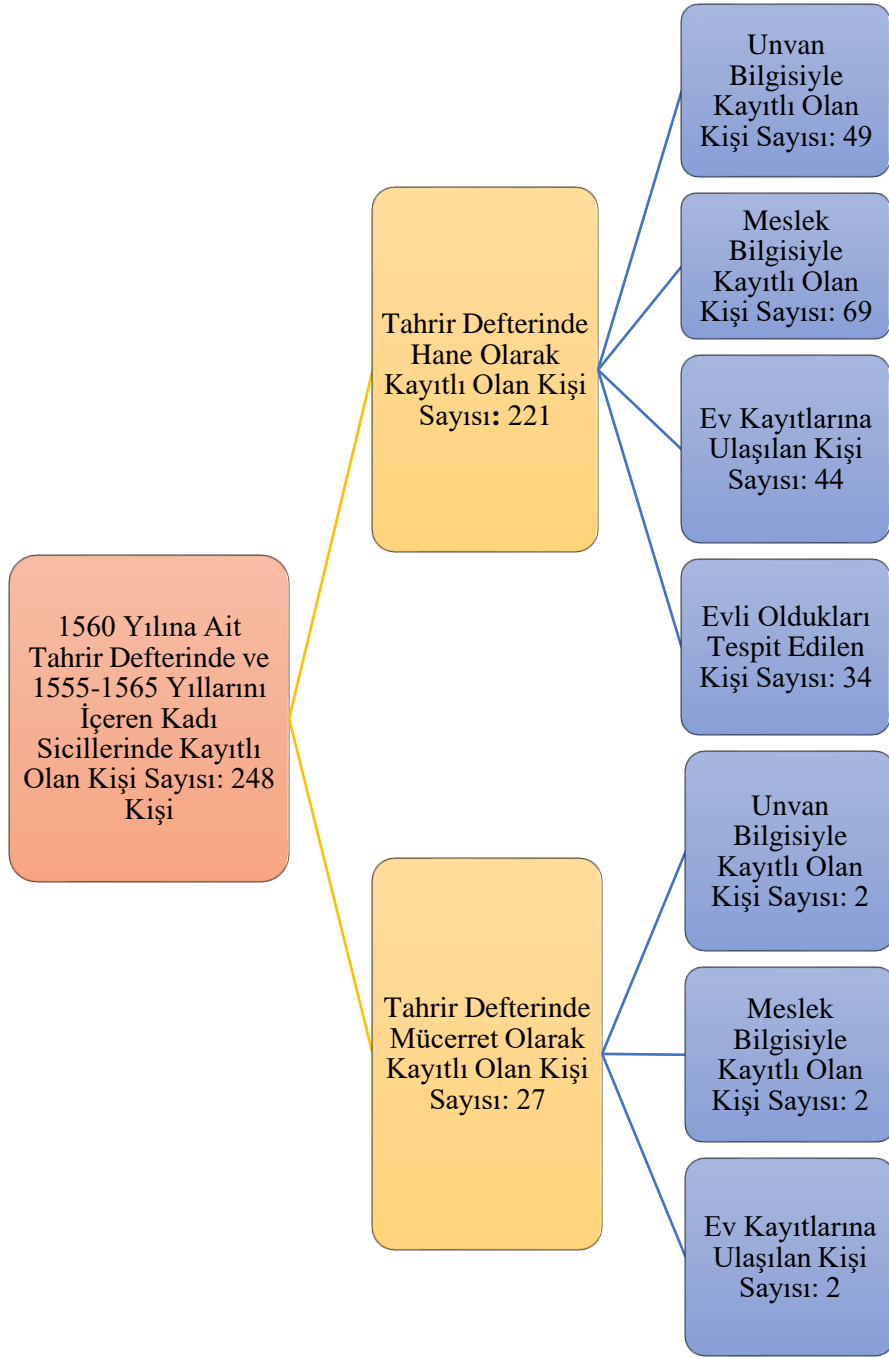 1560 Yılına Ait
Tahrir Defterinde ve
1555-1565 Yıllarını
İçeren Kadı
Sicillerinde Kayıtlı
Olan Kişi Sayısı: 248
Kişi
Tahrir Defterinde
Hane Olarak
Kayıtlı Olan Kişi
Sayısı: 221
Unvan
Bilgisiyle
Kayıtlı Olan
Kişi Sayısı: 49
Meslek
Bilgisiyle
Kayıtlı Olan
Kişi Sayısı: 69
Ev Kayıtlarına
Ulaşılan Kişi
Sayısı: 44
Evli Oldukları
Tespit Edilen
Kişi Sayısı: 34
Tahrir Defterinde
Mücerret Olarak
Kayıtlı Olan Kişi
Sayısı: 27
Unvan
Bilgisiyle
Kayıtlı Olan
Kişi Sayısı: 2
Meslek
Bilgisiyle
Kayıtlı Olan
Kişi Sayısı: 2
Ev Kayıtlarına
Ulaşılan Kişi
Sayısı: 2